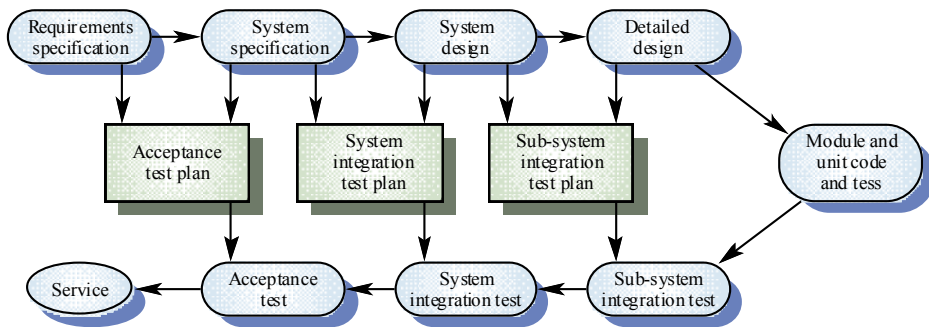 Requirements
specification
System
specification
System
design
Detailed
design
Acceptance
test plan
System
integration
test plan
Sub-system
integration
test plan
Module and
unit code
and tess
Service
Acceptance
test
System
integration test
Sub-system
integration test